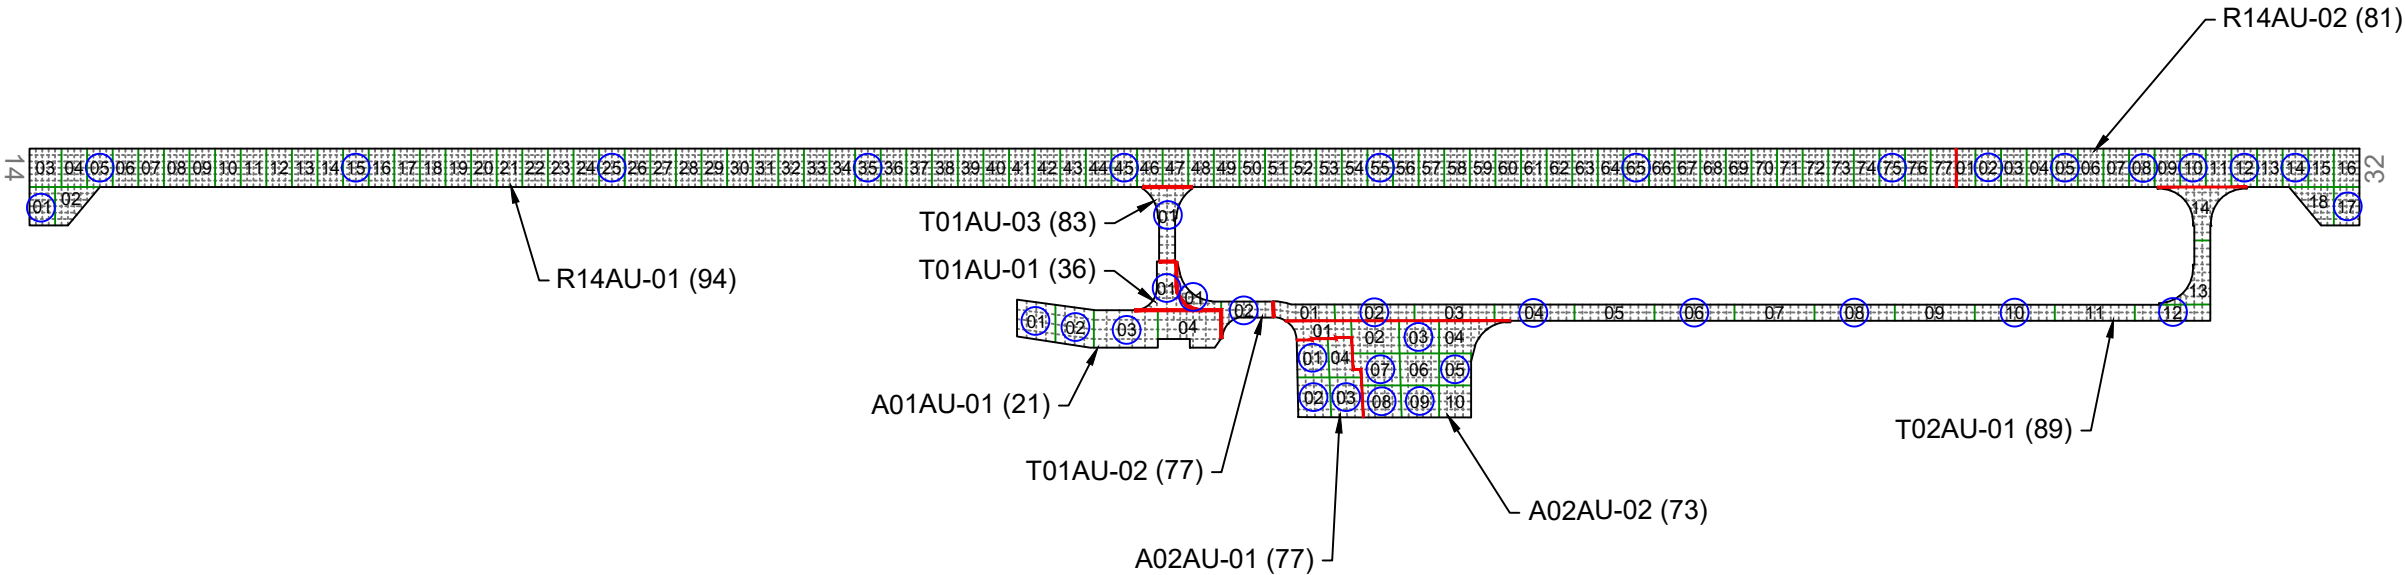 R14AU-02 (81)
14
03 04 05 06 07 08 09 10 11 12 13 14 15 16 17 18 19 20 21 22 23 24 25 26 27 28 29 30 31 32 33 34 35 36 37 38 39 40 41 42 43 44 45 46 47 48 49 50 51 52 53 54 55 56 57 58 59 60 61 62 63 64 65 66 67 68 69 70 71 72 73 74 75 76 77 01 02 03 04 05 06 07 08 09 10 11 12 13 14 15 16
32
01 02
14
18 17
T01AU-03 (83)
01
T01AU-01 (36)
01 01
R14AU-01 (94)
13
02 01 02 03 04 05 06 07 08 09 10 11 12
01 02 03 04
01 02 03 04
01 04 07 06 05
02 03 08 09 10
A01AU-01 (21)
T02AU-01 (89)
T01AU-02 (77)
A02AU-02 (73)
A02AU-01 (77)